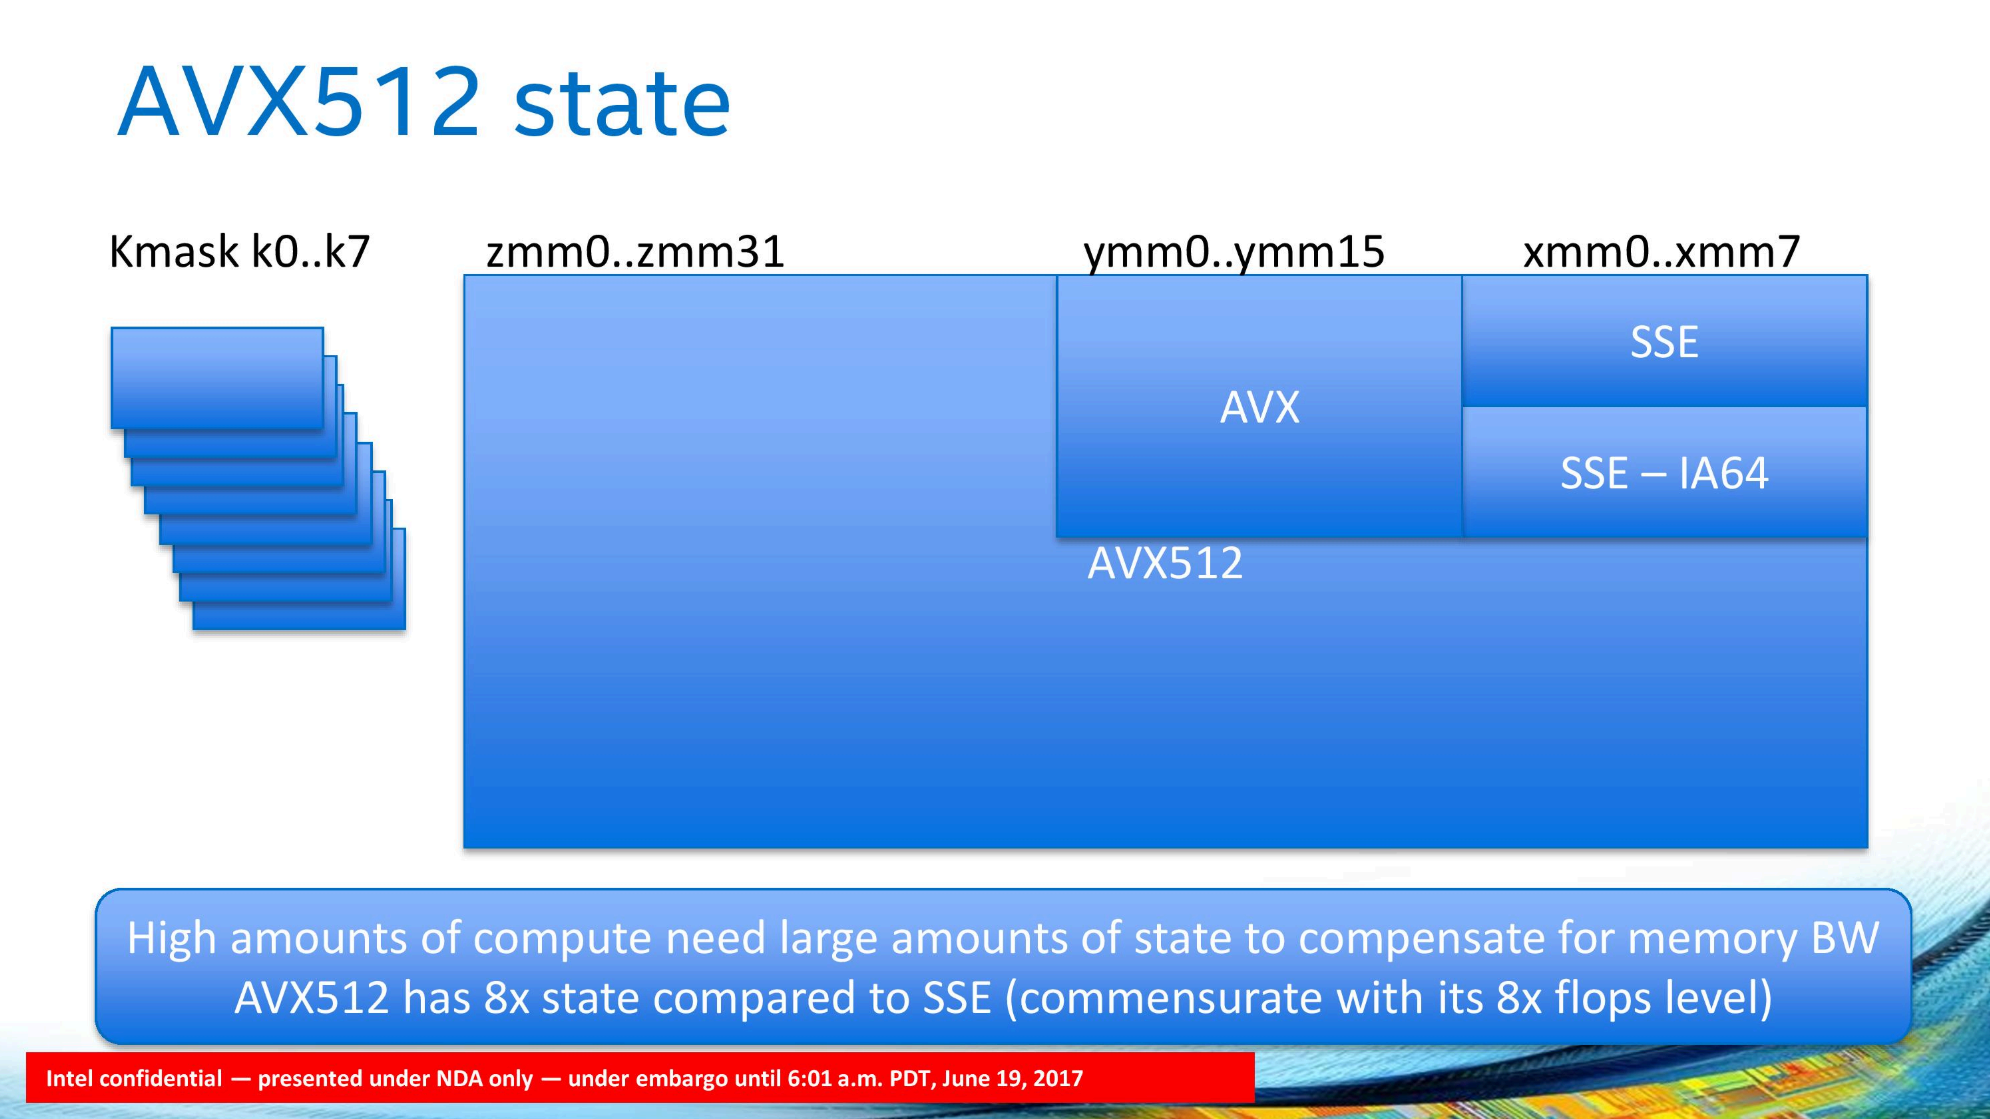 AVX512 state
Kmask k0..k7
zmm0..zmm31
ymm0..ymm15
xmm0..xmm7
SSE
AVX
SSE – IA64
AVX512
High amounts of compute need large amounts of state to compensate for memory BW
AVX512 has 8x state compared to SSE (commensurate with its 8x flops level)
Intel confidential — presented under NDA only — under embargo until 6:01 a.m. PDT, June 19, 2017